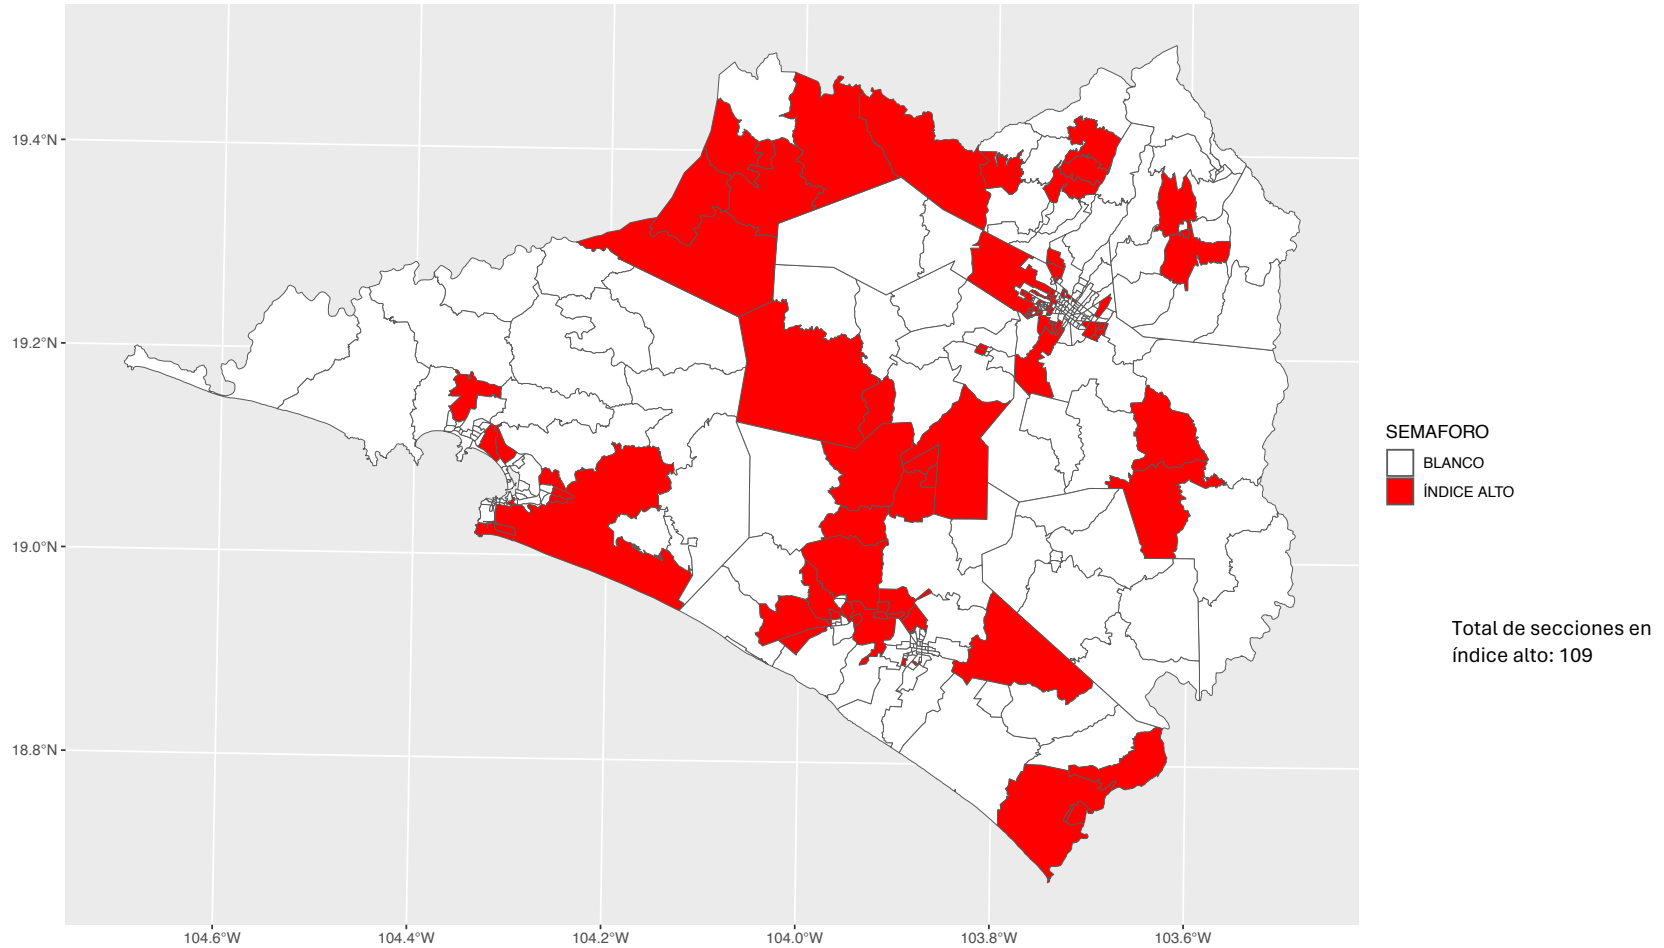 19.4°N
19.2°N
19.0°N
18.8°N
104.6°W
104.4°W
104.2°W
104.0°W
103.8°W
103.6°W
SEMAFORO
BLANCO
ÍNDICE ALTO
Total de secciones en
índice alto: 109